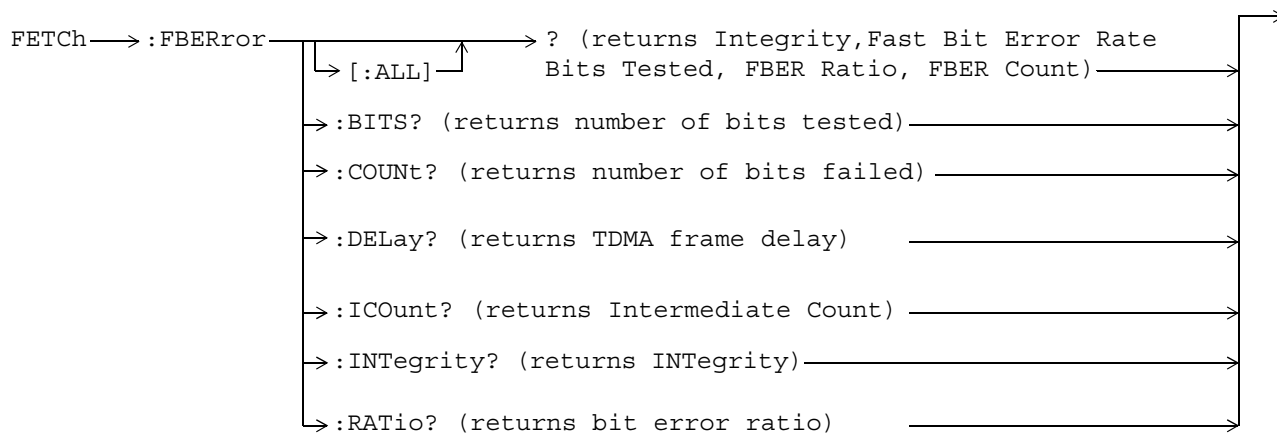 FETCh :FBERror ? (returns Integrity,Fast Bit Error Rate
[:ALL] Bits Tested, FBER Ratio, FBER Count)
:BITS? (returns number of bits tested)
:COUNt? (returns number of bits failed)
:DELay? (returns TDMA frame delay)
:ICOunt? (returns Intermediate Count)
:INTegrity? (returns INTegrity)
:RATio? (returns bit error ratio)